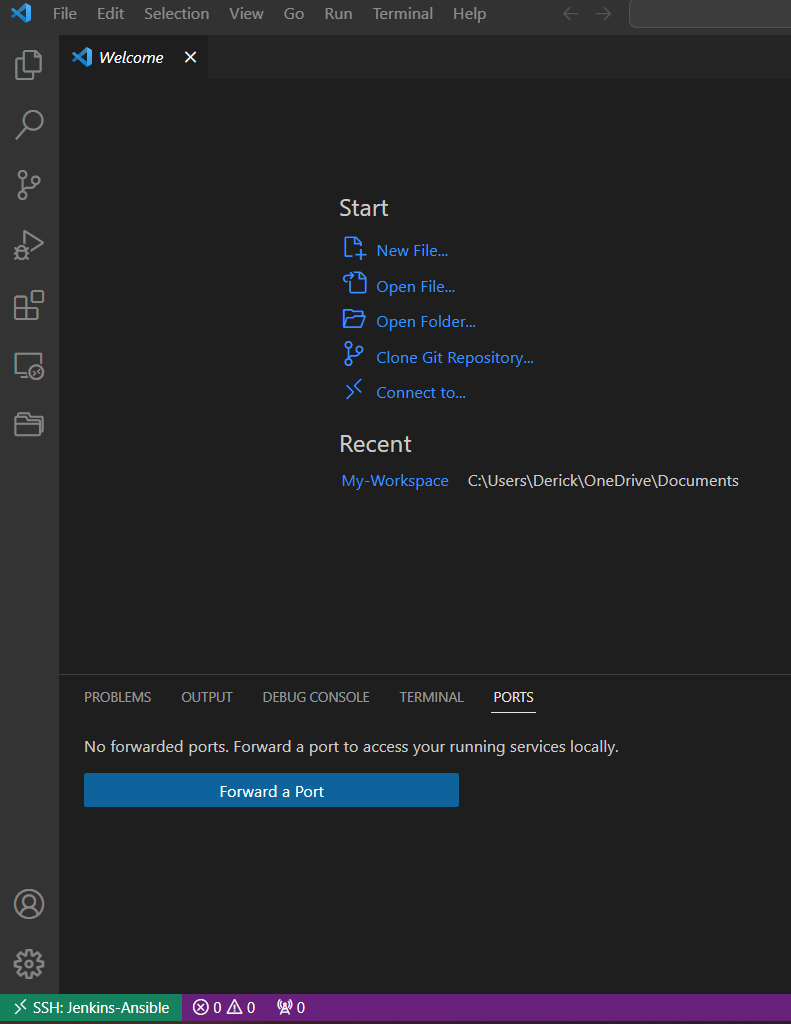 File Edit Selection View Go Run Terminal Help
Welcome
Start
New File...
Open File...
Open Folder...
Clone Git Repository...
Connect to...
Recent
My-Workspace C:\Users\Derick\OneDrive\Documents
PROBLEMS OUTPUT DEBUG CONSOLE TERMINAL PORTS
No forwarded ports. Forward a port to access your running services locally.
Forward a Port
SSH: Jenkins-Ansible 0 0 0